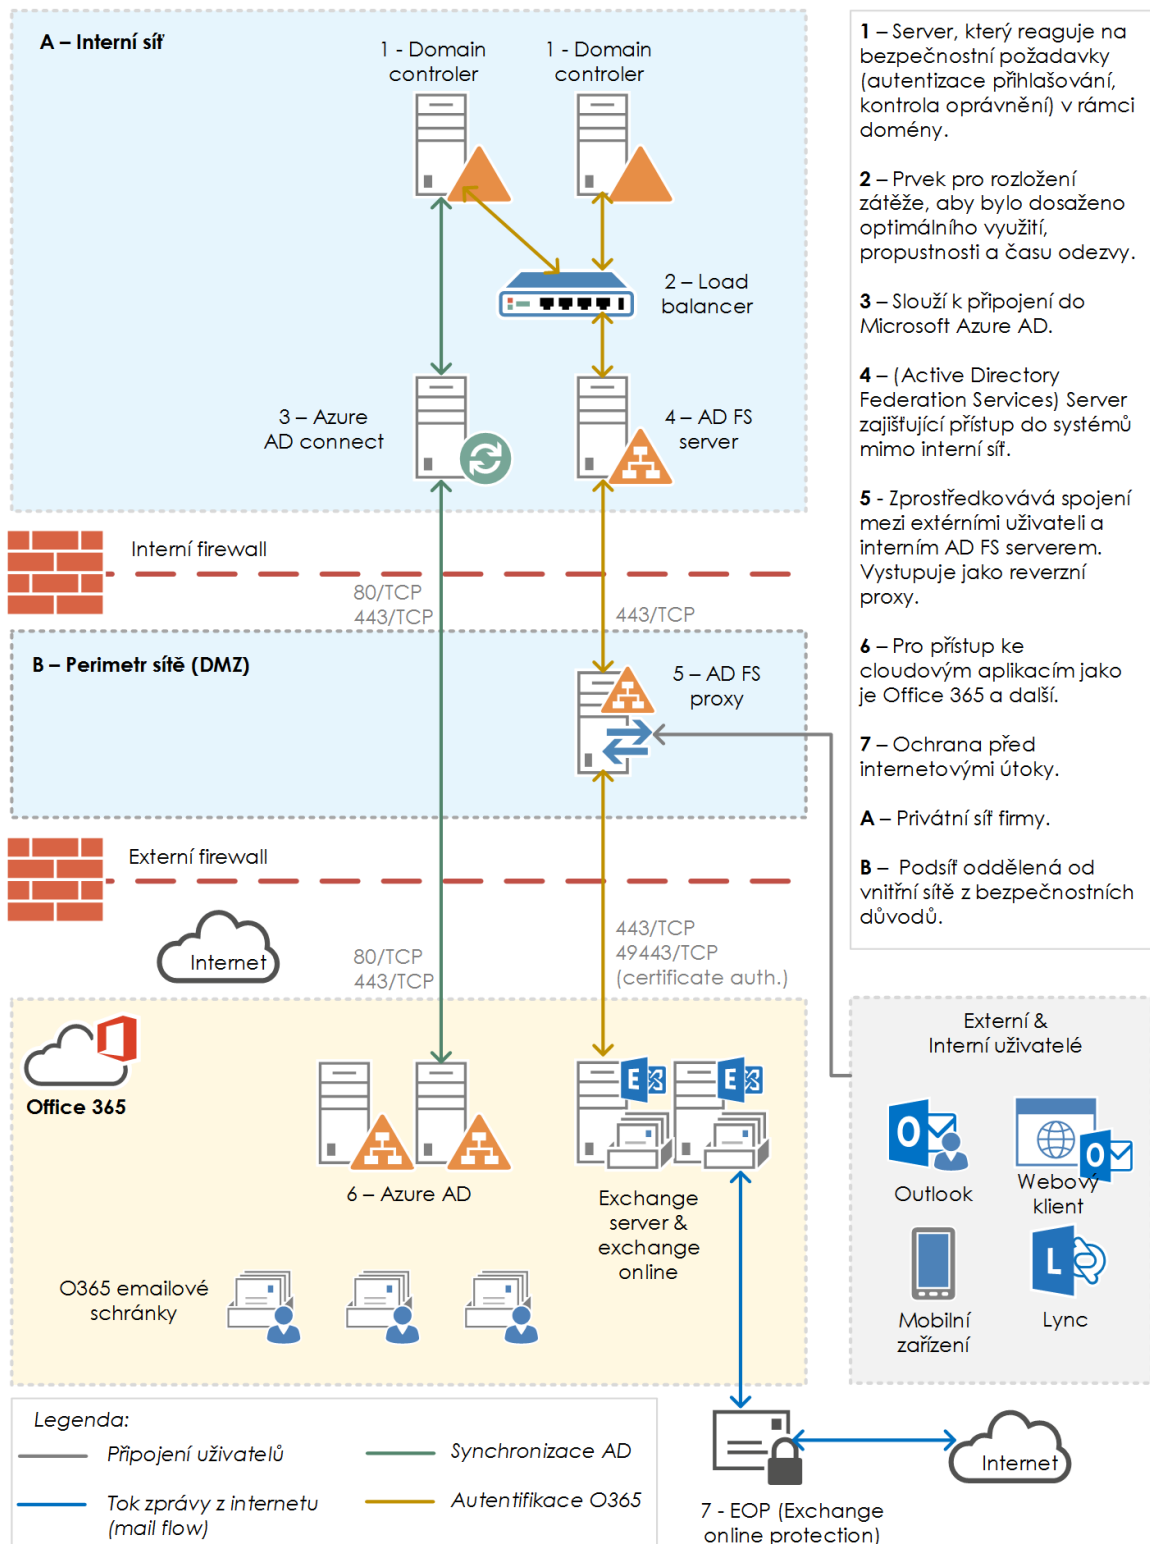 A – Interní síť
1 - Domain
controler
1 - Domain
controler
2 – Load
balancer
3 – Azure
AD connect
4 – AD FS
server
Interní firewall
80/TCP
443/TCP
443/TCP
B – Perimetr sítě (DMZ)
5 – AD FS
proxy
Externí firewall
Internet
80/TCP
443/TCP
443/TCP
49443/TCP
(certificate auth.)
Office 365
6 – Azure AD
E
E
Exchange
server &
exchange
online
O365 emailové
schránky
1 – Server, který reaguje na
bezpečnostní požadavky
(autentizace přihlašování,
kontrola oprávnění) v rámci
domény.
2 – Prvek pro rozložení
zátěže, aby bylo dosaženo
optimálního využití,
propustnosti a času odezvy.
3 – Slouží k připojení do
Microsoft Azure AD.
4 – (Active Directory
Federation Services) Server
zajišťující přístup do systémů
mimo interní síť.
5 - Zprostředkovává spojení
mezi extérními uživateli a
interním AD FS serverem.
Vystupuje jako reverzní
proxy.
6 – Pro přístup ke
cloudovým aplikacím jako
je Office 365 a další.
7 – Ochrana před
internetovými útoky.
A – Privátní síť firmy.
B – Podsíť oddělená od
vnitřní sítě z bezpečnostních
důvodů.
Externí &
Interní uživatelé
O
Outlook
O
Webový
klient
Mobilní
zařízení
L
Lync
Legenda:
Připojení uživatelů
Synchronizace AD
Tok zprávy z internetu
(mail flow)
Autentifikace O365
7 - EOP (Exchange
online protection)
Internet